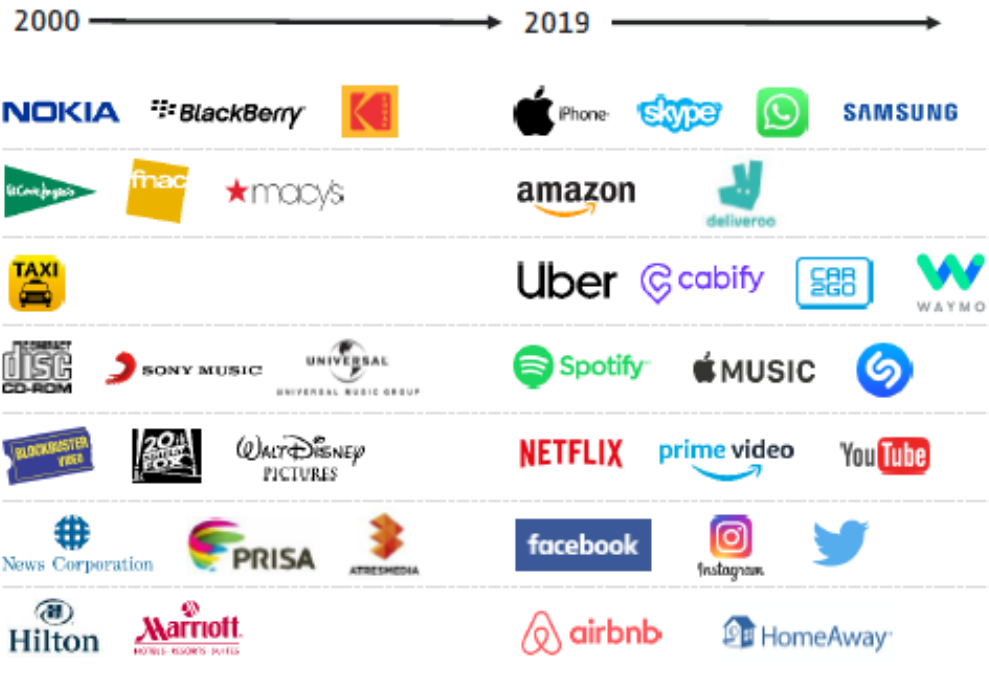 2000 2019
NOKIA BlackBerry Kodak iPhone skype SAMSUNG
El Corte Inglés fnac macy's amazon deliveroo
TAXI Uber cabify CAR2GO WAYMO
COMPACT disc CD-ROM SONY MUSIC UNIVERSAL UNIVERSAL MUSIC GROUP Spotify MUSIC
BLOCKBUSTER VIDEO 20th CENTURY FOX WALT DISNEY PICTURES NETFLIX prime video YouTube
News Corporation PRISA ATRESMEDIA facebook Instagram
Hilton Marriott HOTELS · RESORTS · SUITES airbnb HomeAway